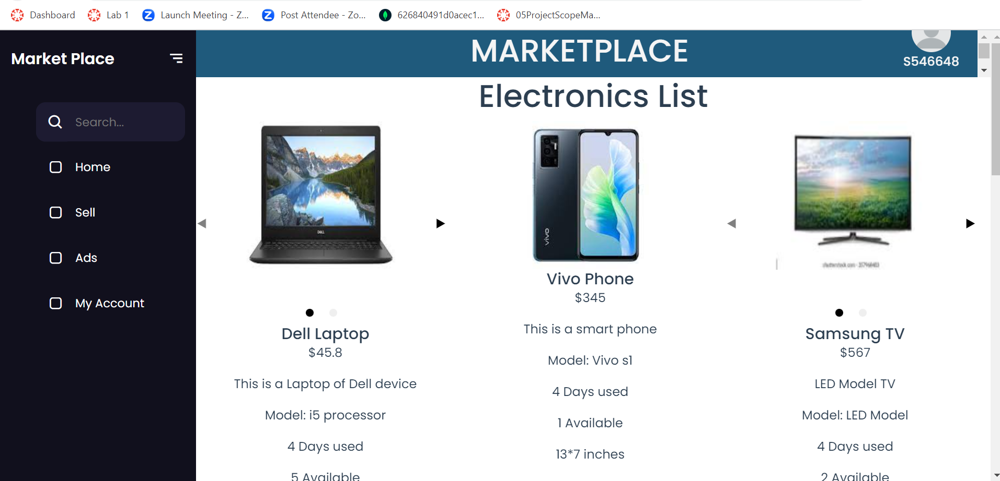 Dashboard
Lab 1
Launch Meeting - Z...
Post Attendee - Zo...
626840491d0acec1...
05ProjectScopeMa...
Market Place
Search...
Home
Sell
Ads
My Account
MARKETPLACE
S546648
Electronics List
DELL
Dell Laptop
$45.8
This is a Laptop of Dell device
Model: i5 processor
4 Days used
5 Available
vivo
Vivo Phone
$345
This is a smart phone
Model: Vivo s1
4 Days used
1 Available
13*7 inches
Samsung TV
$567
LED Model TV
Model: LED Model
4 Days used
2 Available